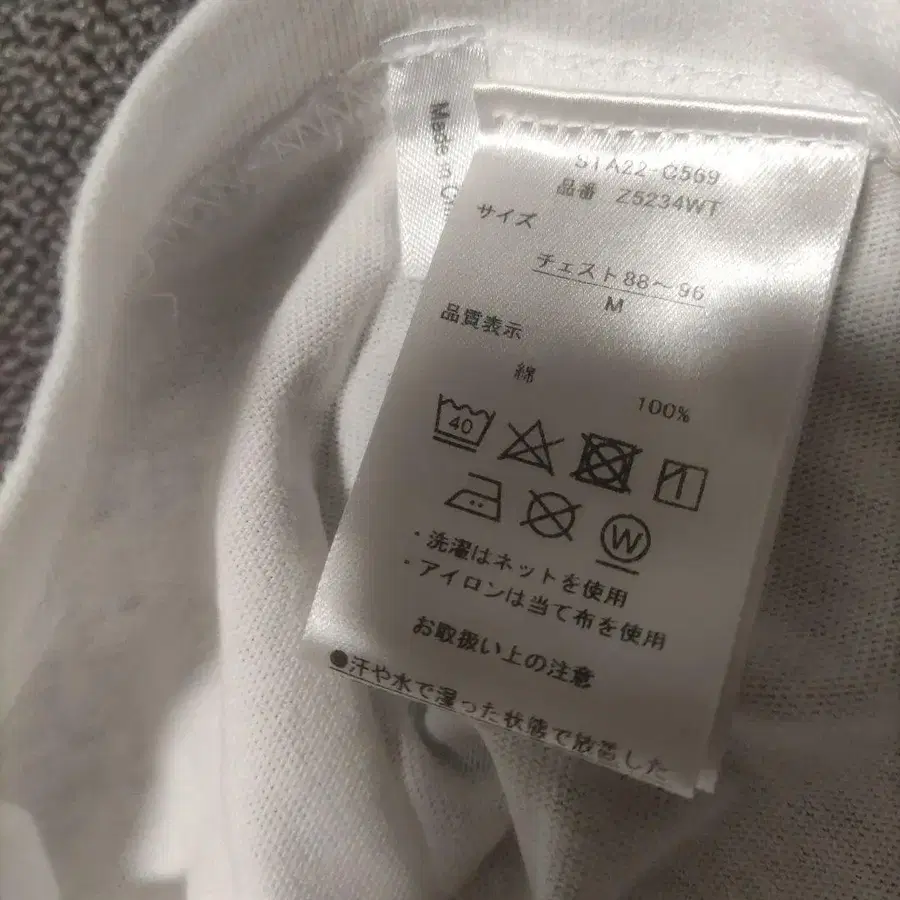 Made in C
STA22-C569
品番 Z5234WT
サイズ
チェスト88～96
M
品質表示
綿 100%
40
W
・洗濯はネットを使用
・アイロンは当て布を使用
お取扱い上の注意
●汗や水で湿った状態で放置した